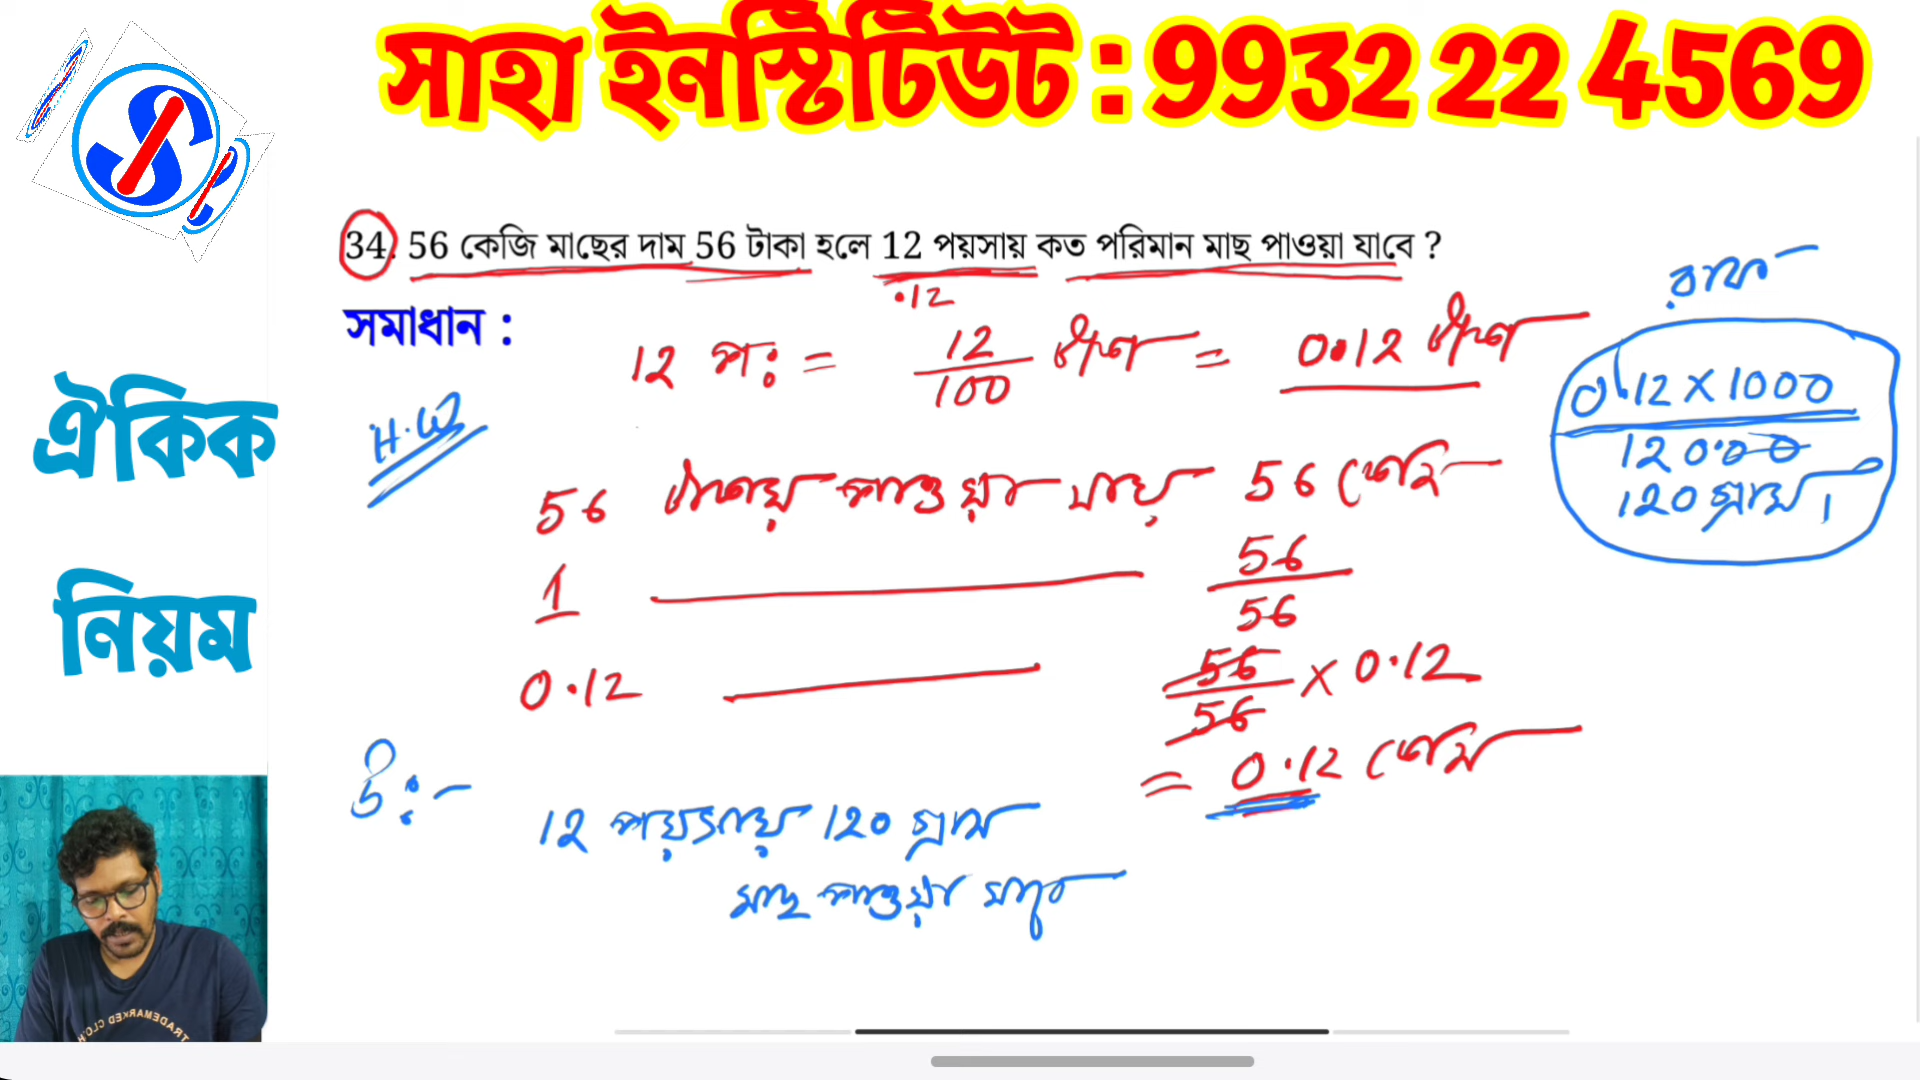 সাহা ইনস্টিটিউট : 9932 22 4569
34. 56 কেজি মাছের দাম 56 টাকা হলে 12 পয়সায় কত পরিমান মাছ পাওয়া যাবে ?
.12
সমাধান :
12 পঃ = 12/100 টাকা = 0.12 টাকা
H.W
56 টাকায় পাওয়া যায় 56 কেজি
1 56/56
0.12 56/56 × 0.12
= 0.12 কেজি
উঃ-
12 পয়সায় 120 গ্রাম
মাছ পাওয়া যাবে
রাফ
0.12 × 1000
120.00
120 গ্রাম।
ঐকিক
নিয়ম